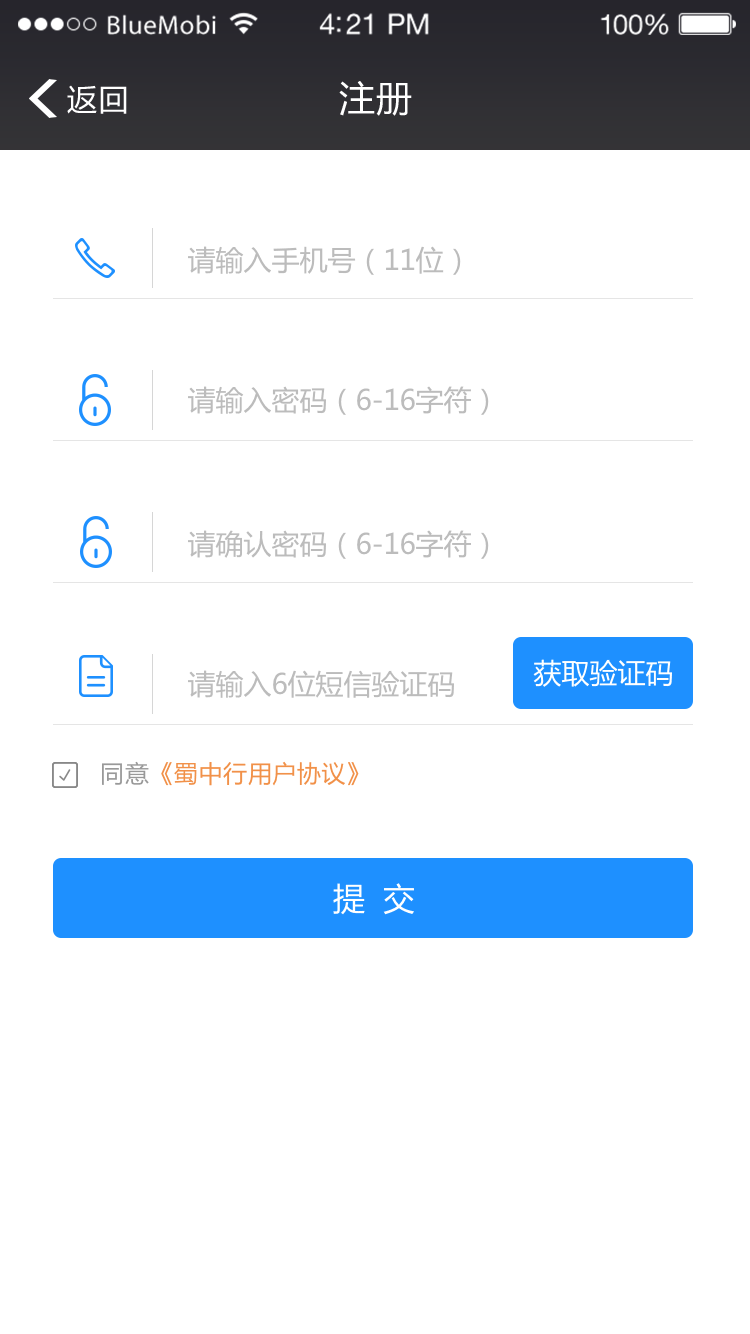 BlueMobi 4:21 PM 100%
返回 注册
请输入手机号（11位）
请输入密码（6-16字符）
请确认密码（6-16字符）
请输入6位短信验证码 获取验证码
同意《蜀中行用户协议》
提 交